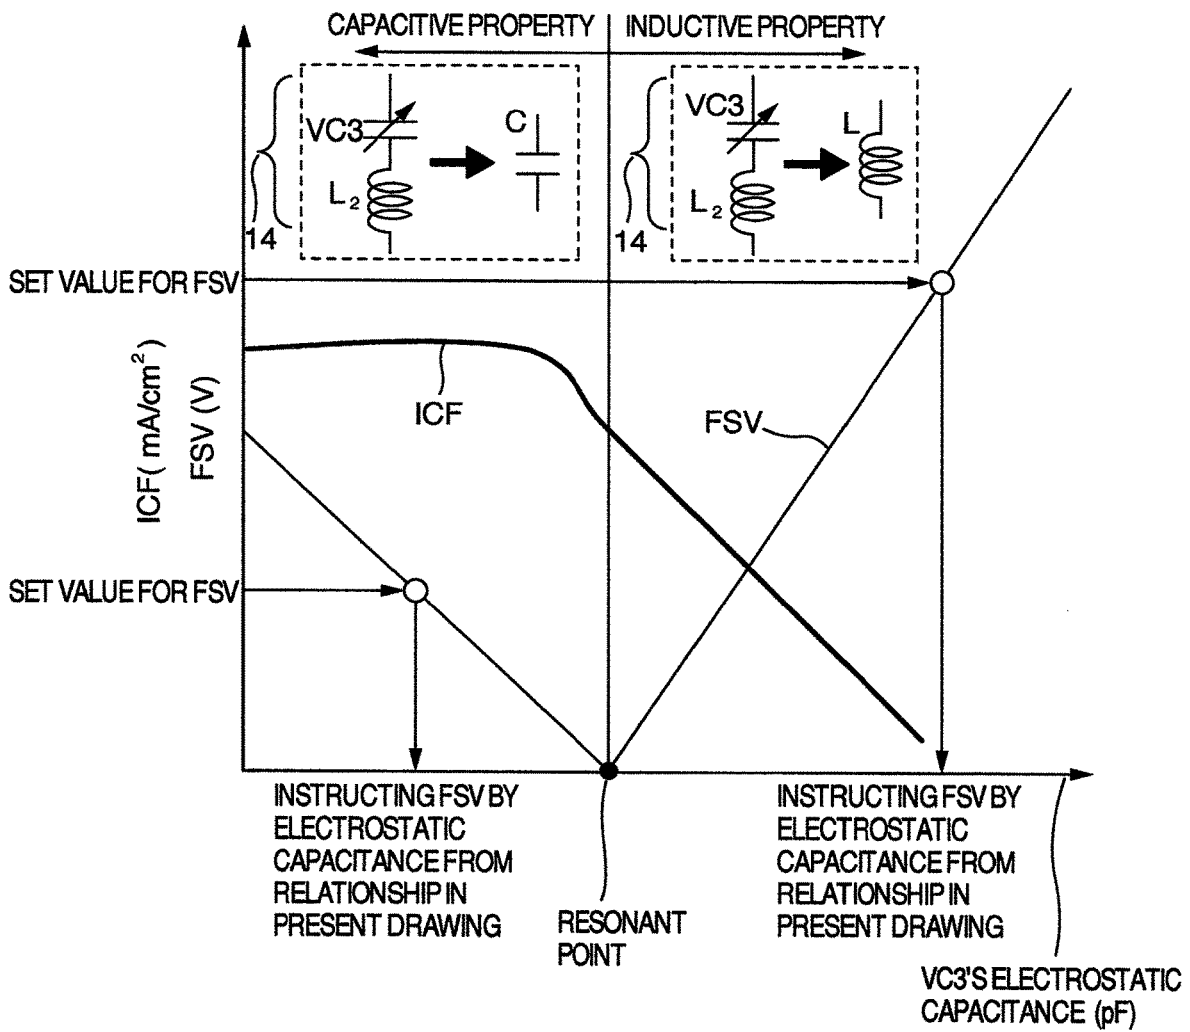 CAPACITIVE PROPERTY
INDUCTIVE PROPERTY
VC3
C
L2
14
VC3
L
L2
14
SET VALUE FOR FSV
ICF( mA/cm²)
FSV (V)
ICF
FSV
SET VALUE FOR FSV
INSTRUCTING FSV BY
ELECTROSTATIC
CAPACITANCE FROM
RELATIONSHIP IN
PRESENT DRAWING
RESONANT
POINT
INSTRUCTING FSV BY
ELECTROSTATIC
CAPACITANCE FROM
RELATIONSHIP IN
PRESENT DRAWING
VC3'S ELECTROSTATIC
CAPACITANCE (pF)